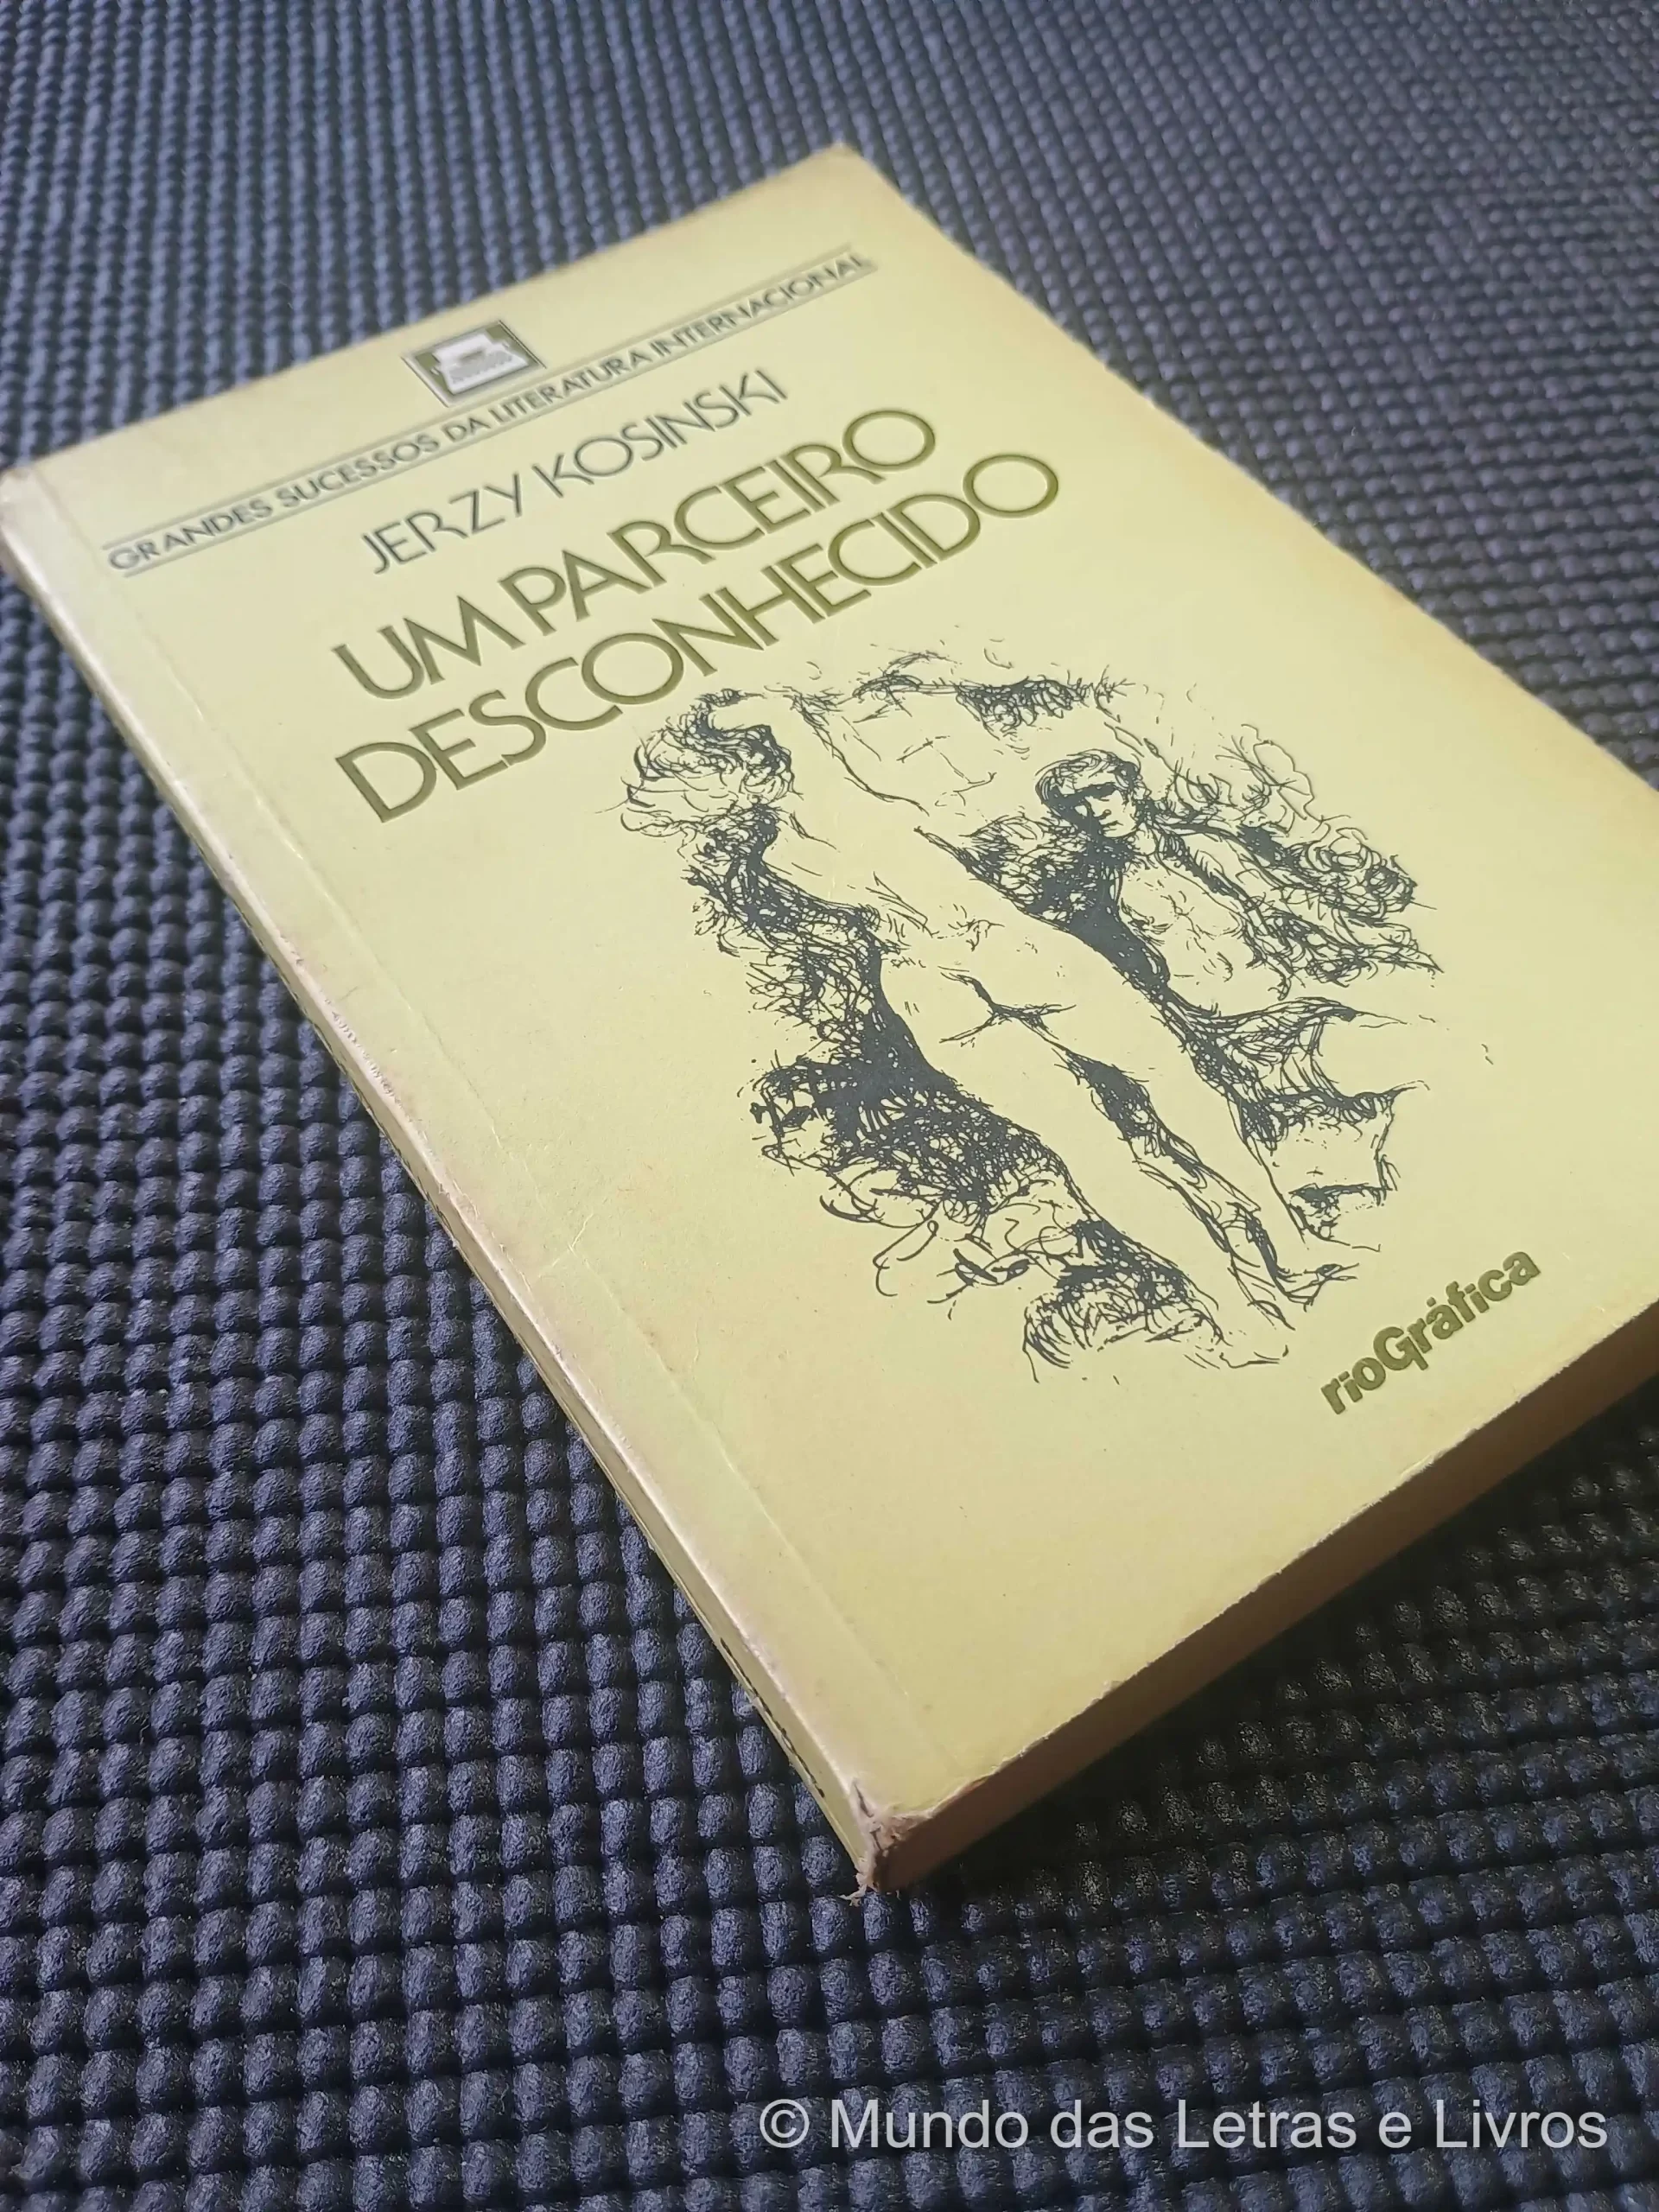 GRANDES SUCESSOS DA LITERATURA INTERNACIONAL
JERZY KOSINSKI
UM PARCEIRO
DESCONHECIDO
rioGráfica
© Mundo das Letras e Livros